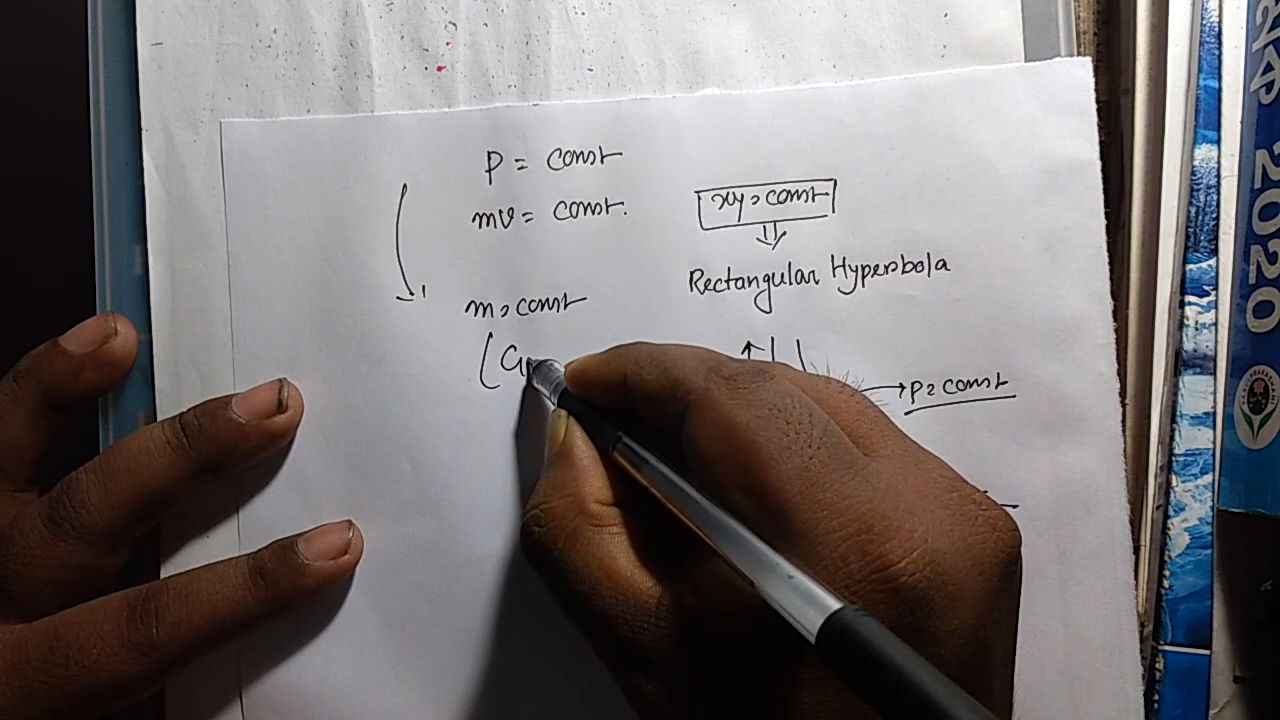 P = const
mv = const.
xy = const
⇓
Rectangular Hyperbola
m = const
(G
→ P = const
2020